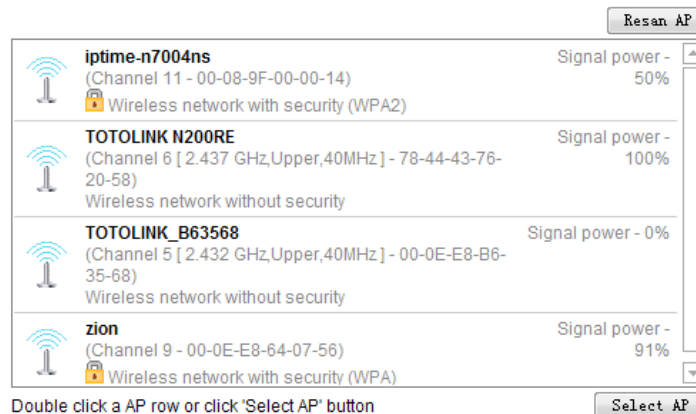 Resan AP
iptime-n7004ns
Signal power -
(Channel 11 - 00-08-9F-00-00-14)
50%
Wireless network with security (WPA2)
TOTOLINK N200RE
Signal power -
(Channel 6 [ 2.437 GHz,Upper,40MHz ] - 78-44-43-76-
100%
20-58)
Wireless network without security
TOTOLINK_B63568
Signal power - 0%
(Channel 5 [ 2.432 GHz,Upper,40MHz ] - 00-0E-E8-B6-
35-68)
Wireless network without security
zion
Signal power -
(Channel 9 - 00-0E-E8-64-07-56)
91%
Wireless network with security (WPA)
Double click a AP row or click 'Select AP' button
Select AP